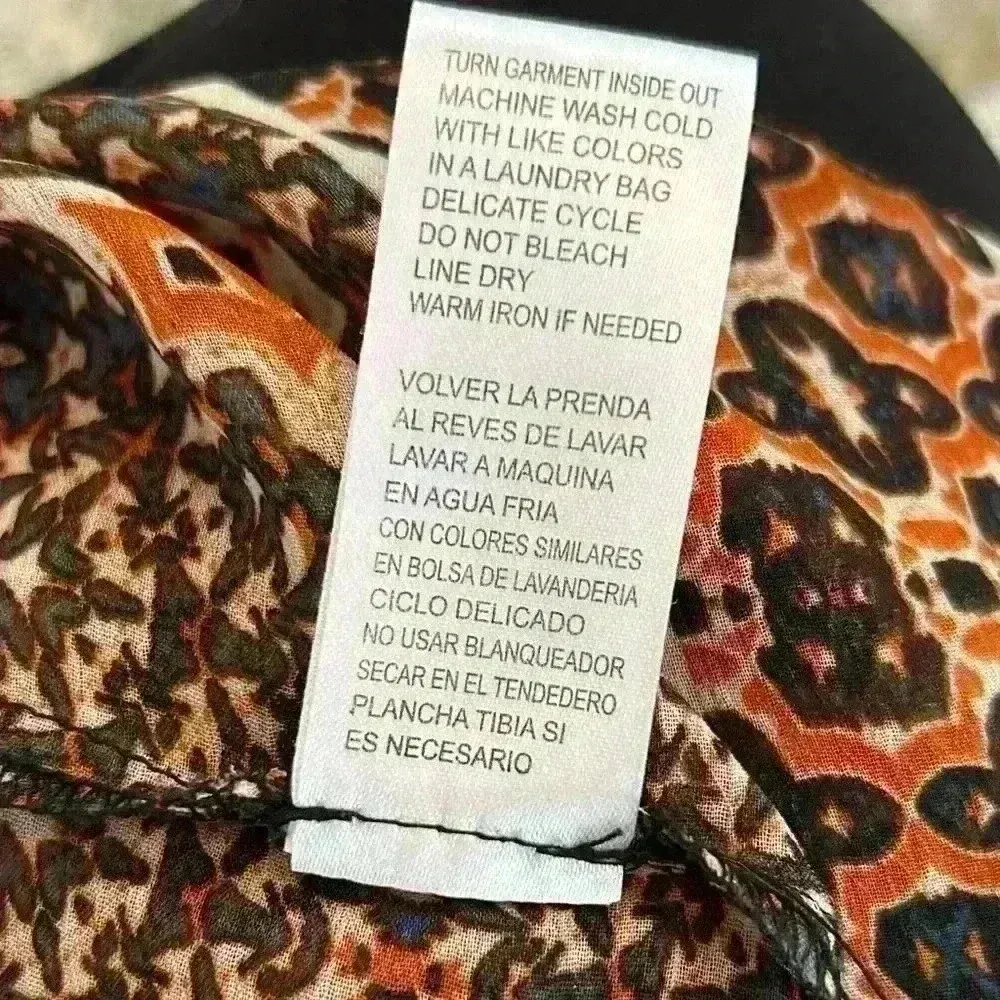 TURN GARMENT INSIDE OUT
MACHINE WASH COLD
WITH LIKE COLORS
IN A LAUNDRY BAG
DELICATE CYCLE
DO NOT BLEACH
LINE DRY
WARM IRON IF NEEDED
VOLVER LA PRENDA
AL REVES DE LAVAR
LAVAR A MAQUINA
EN AGUA FRIA
CON COLORES SIMILARES
EN BOLSA DE LAVANDERIA
CICLO DELICADO
NO USAR BLANQUEADOR
SECAR EN EL TENDEDERO
PLANCHA TIBIA SI
ES NECESARIO